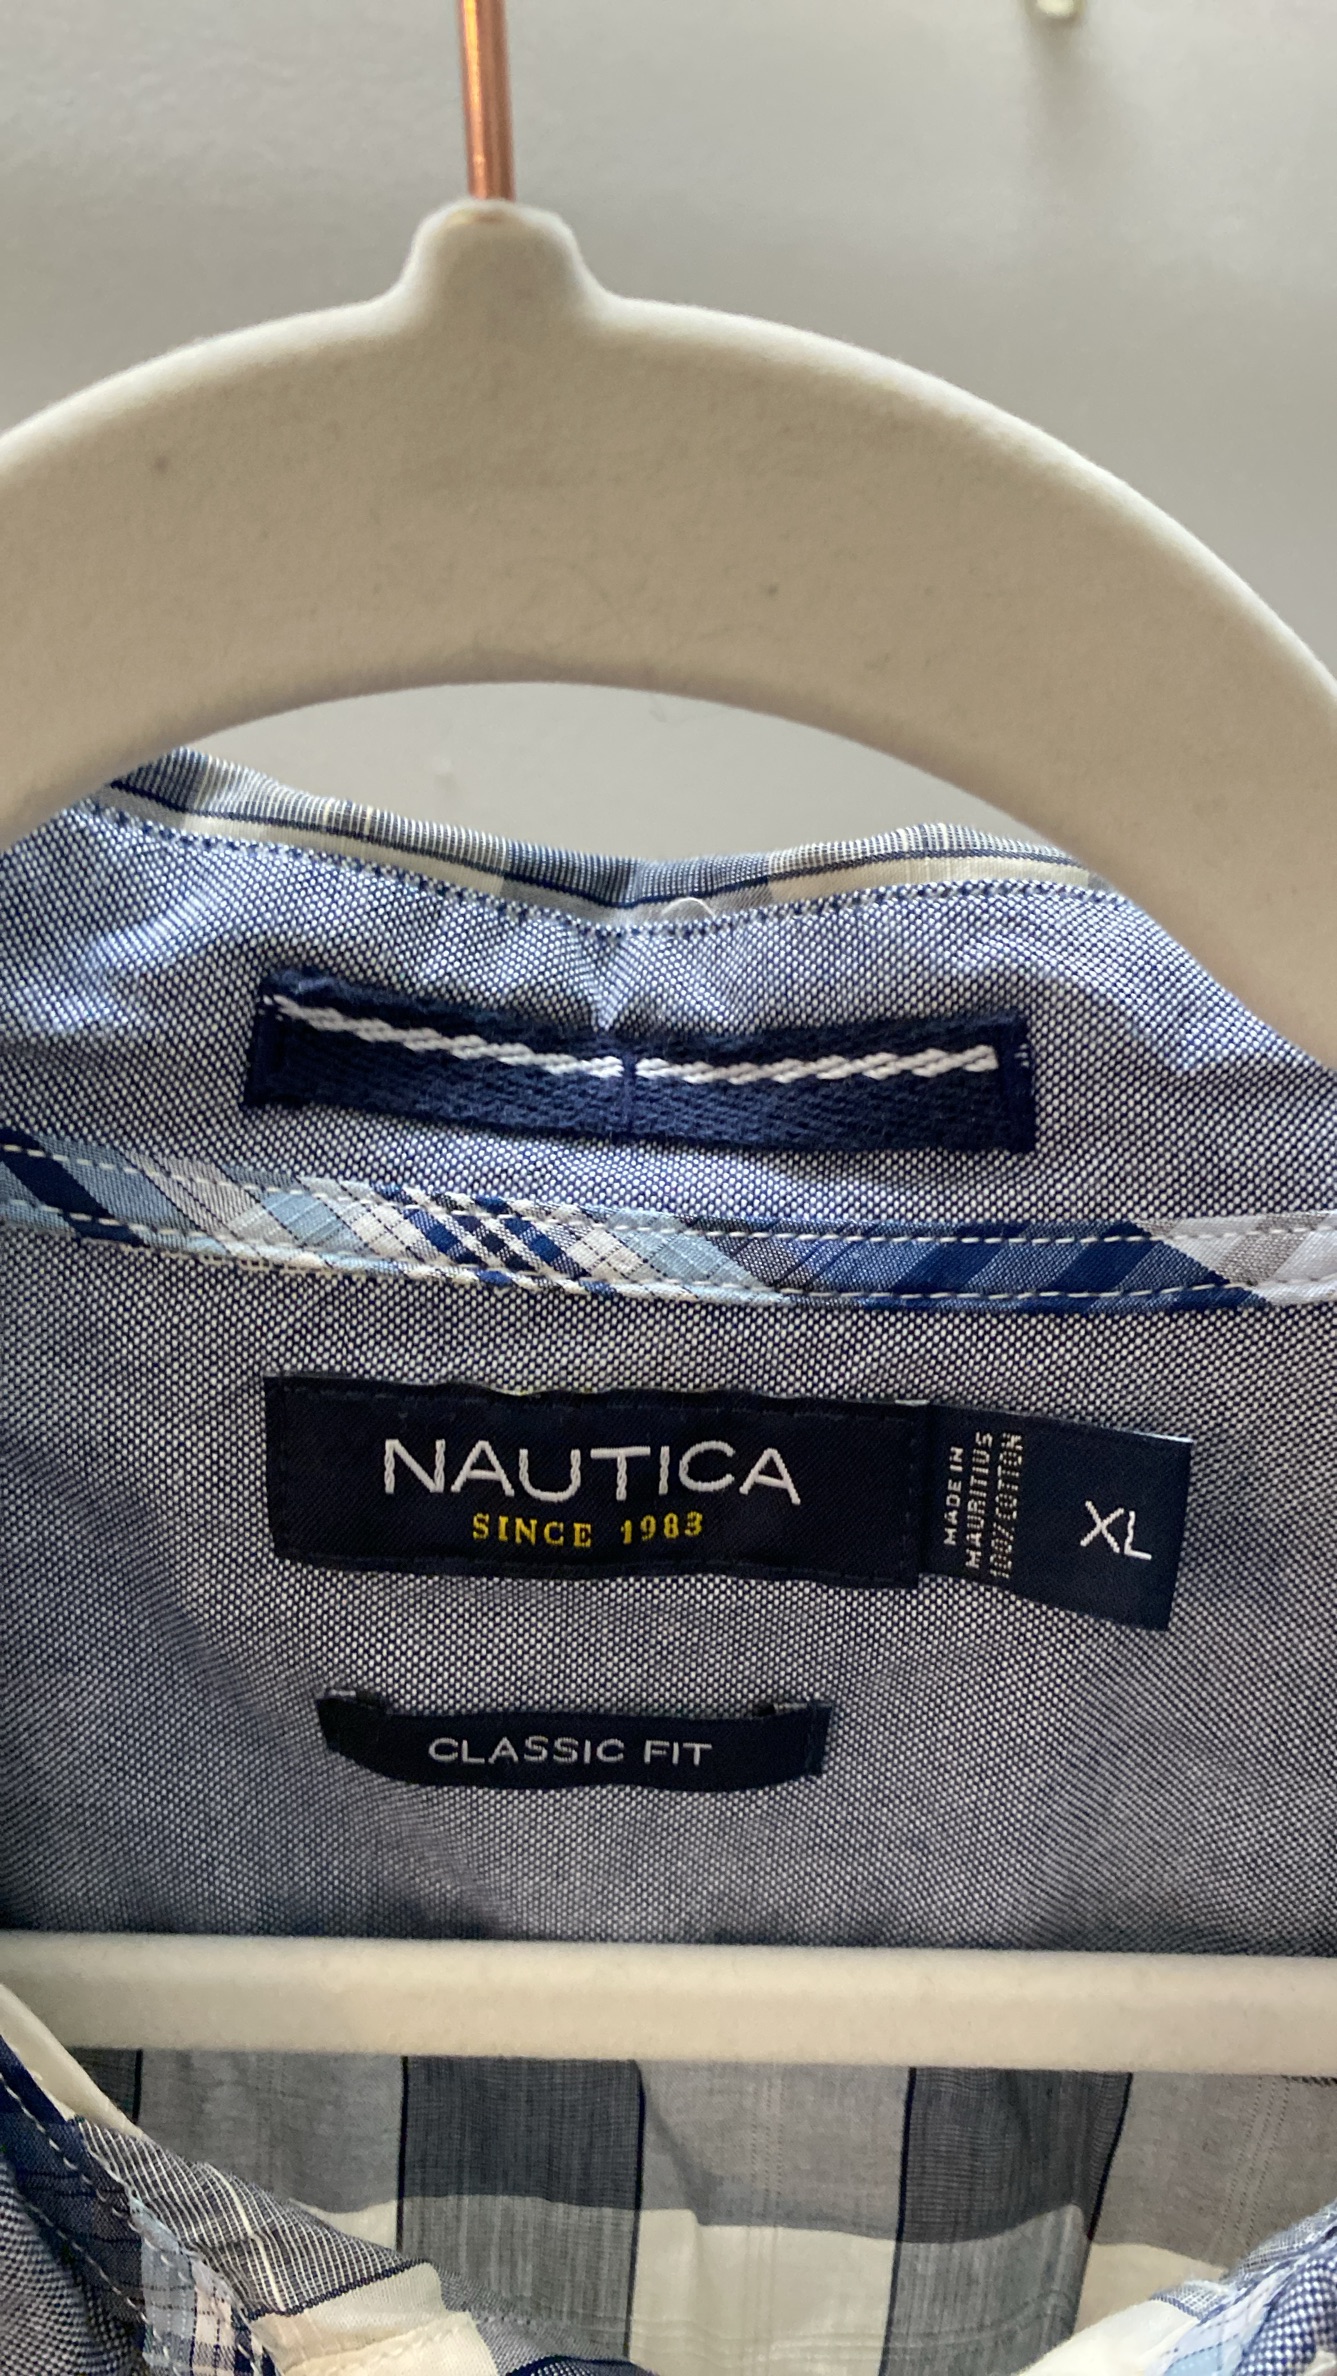 NAUTICA
SINCE 1983
MADE IN
MAURITIUS
100% COTTON
XL
CLASSIC FIT